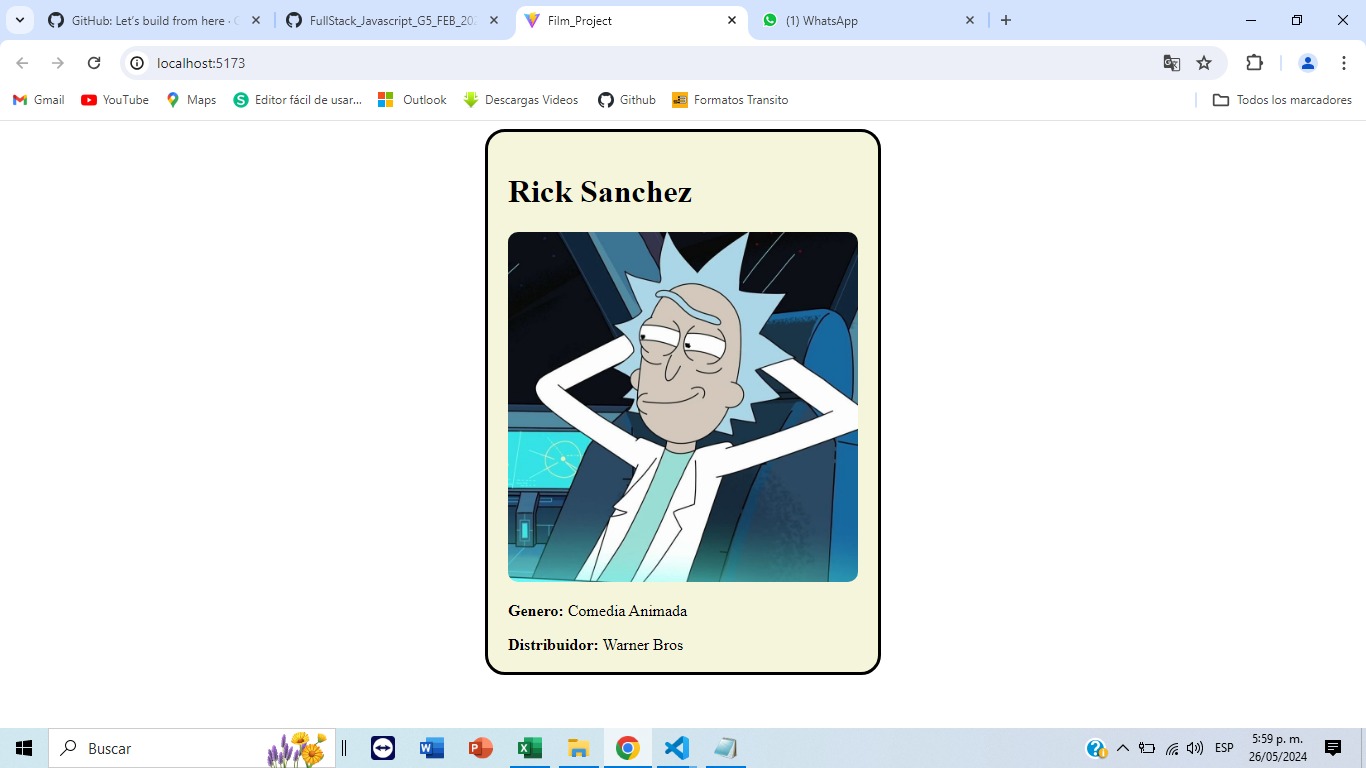 GitHub: Let's build from here · G
FullStack_Javascript_G5_FEB_202
Film_Project
(1) WhatsApp
localhost:5173
Gmail
YouTube
Maps
Editor fácil de usar...
Outlook
Descargas Videos
Github
Formatos Transito
Todos los marcadores
Rick Sanchez
Genero: Comedia Animada
Distribuidor: Warner Bros
Buscar
ESP
5:59 p. m.
26/05/2024